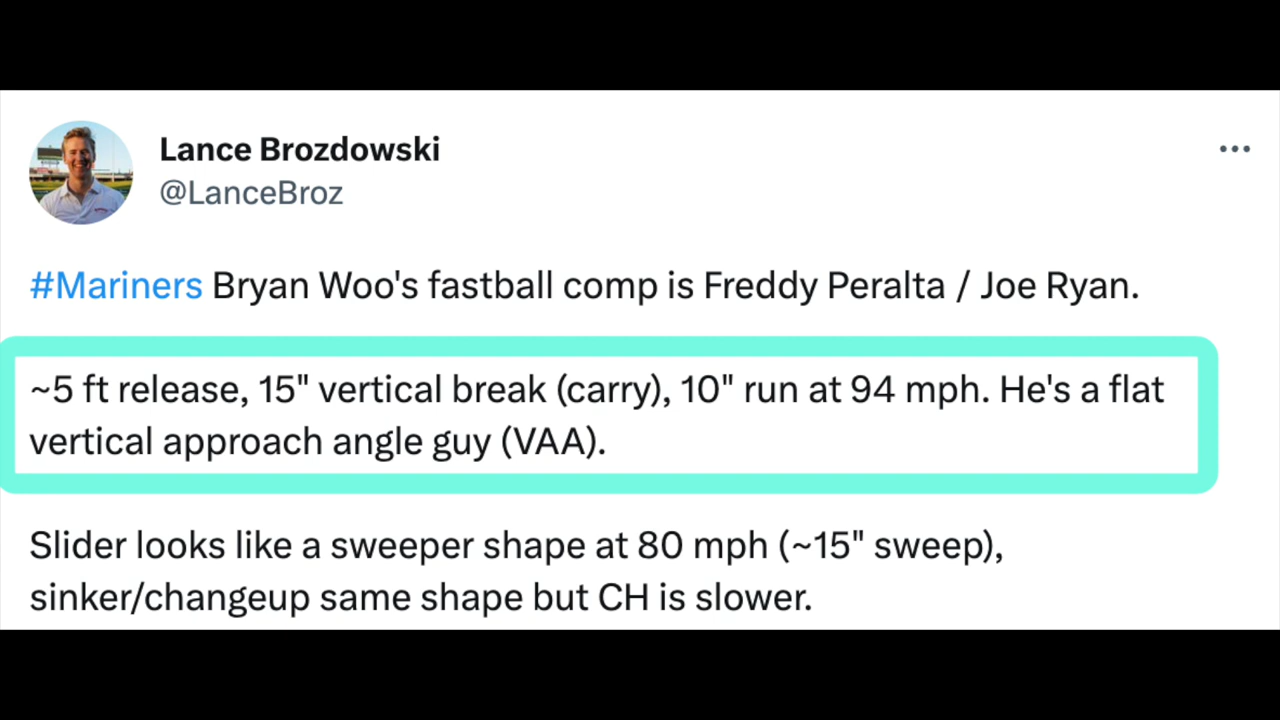 Lance Brozdowski
@LanceBroz
#Mariners Bryan Woo's fastball comp is Freddy Peralta / Joe Ryan.
~5 ft release, 15" vertical break (carry), 10" run at 94 mph. He's a flat
vertical approach angle guy (VAA).
Slider looks like a sweeper shape at 80 mph (~15" sweep),
sinker/changeup same shape but CH is slower.